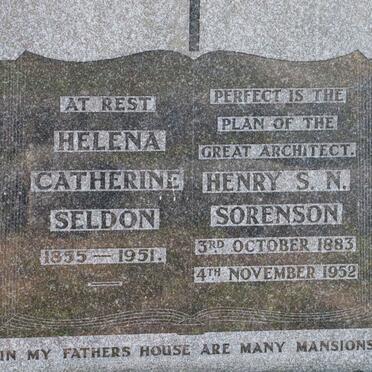 AT REST
HELENA
CATHERINE
SELDON
1855 — 1951.
PERFECT IS THE
PLAN OF THE
GREAT ARCHITECT.
HENRY S. N.
SORENSON
3RD OCTOBER 1883
4TH NOVEMBER 1952
IN MY FATHERS HOUSE ARE MANY MANSIONS